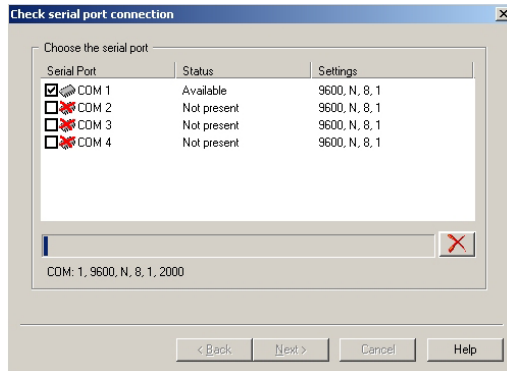 Check serial port connection
Choose the serial port
Serial Port Status Settings
COM 1 Available 9600, N, 8, 1
COM 2 Not present 9600, N, 8, 1
COM 3 Not present 9600, N, 8, 1
COM 4 Not present 9600, N, 8, 1
COM: 1, 9600, N, 8, 1, 2000
< Back Next > Cancel Help